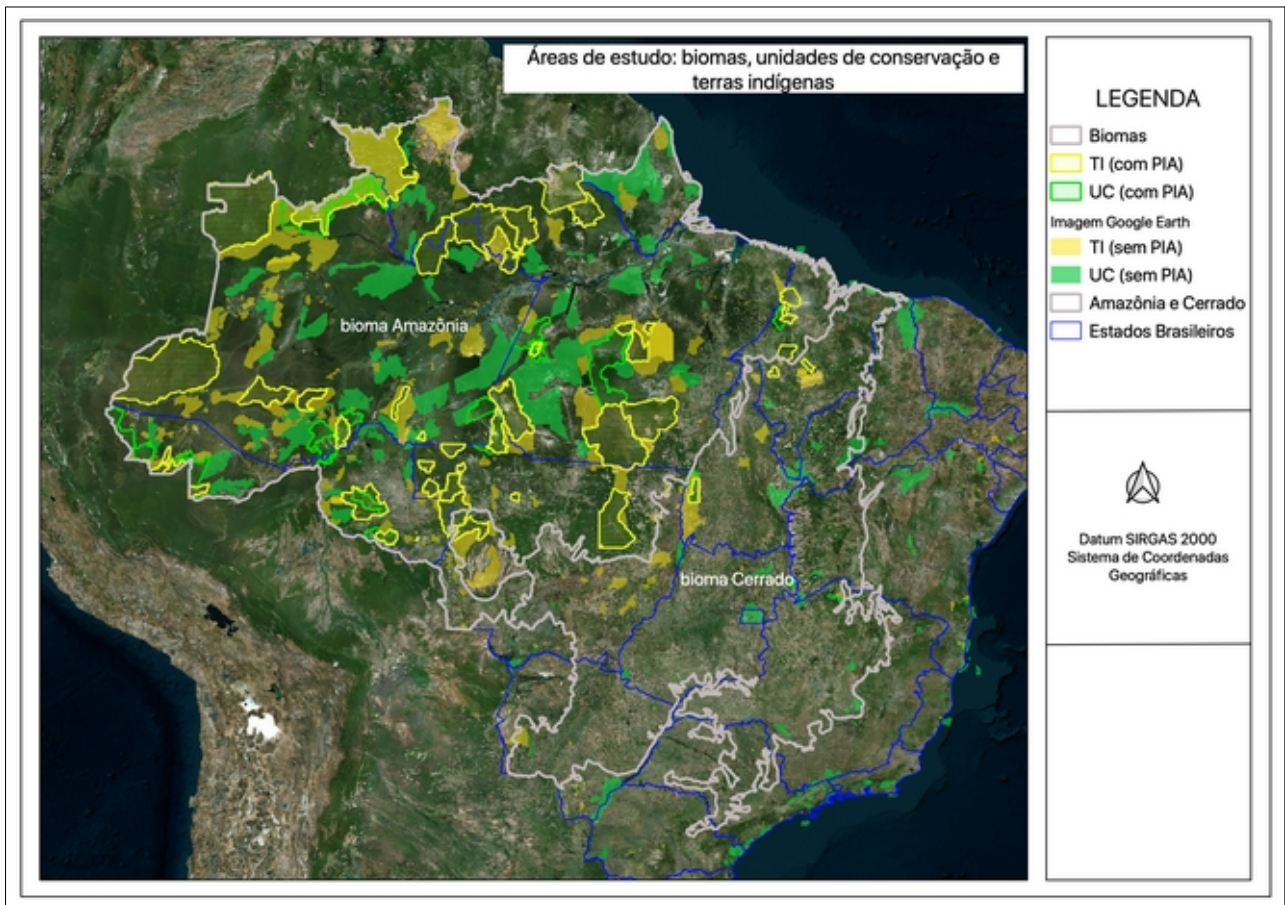 Áreas de estudo: biomas, unidades de conservação e
terras indígenas
bioma Amazônia
bioma Cerrado
LEGENDA
Biomas
TI (com PIA)
UC (com PIA)
Imagem Google Earth
TI (sem PIA)
UC (sem PIA)
Amazônia e Cerrado
Estados Brasileiros
Datum SIRGAS 2000
Sistema de Coordenadas
Geográficas